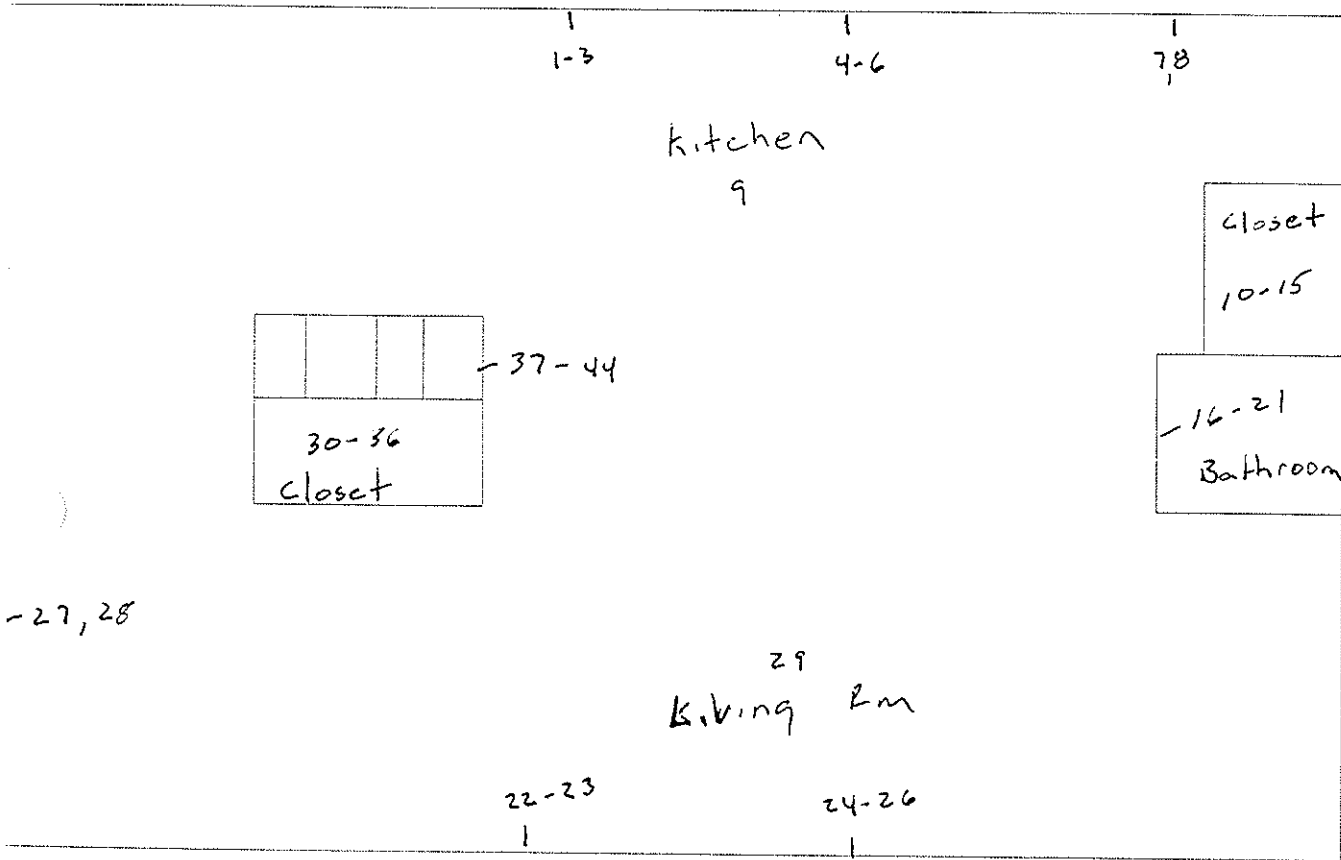 1-3 4-6 7,8
Kitchen
9
Closet
10-15
- 37-44
30-36
Closet
- 16-21
Bathroom
- 27, 28
29
Living Rm
22-23 24-26